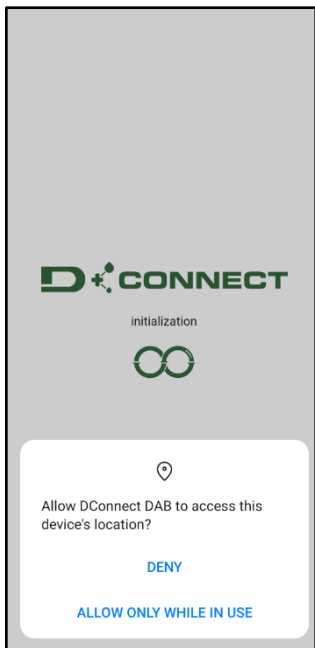 D+CONNECT
initialization
Allow DConnect DAB to access this
device's location?
DENY
ALLOW ONLY WHILE IN USE